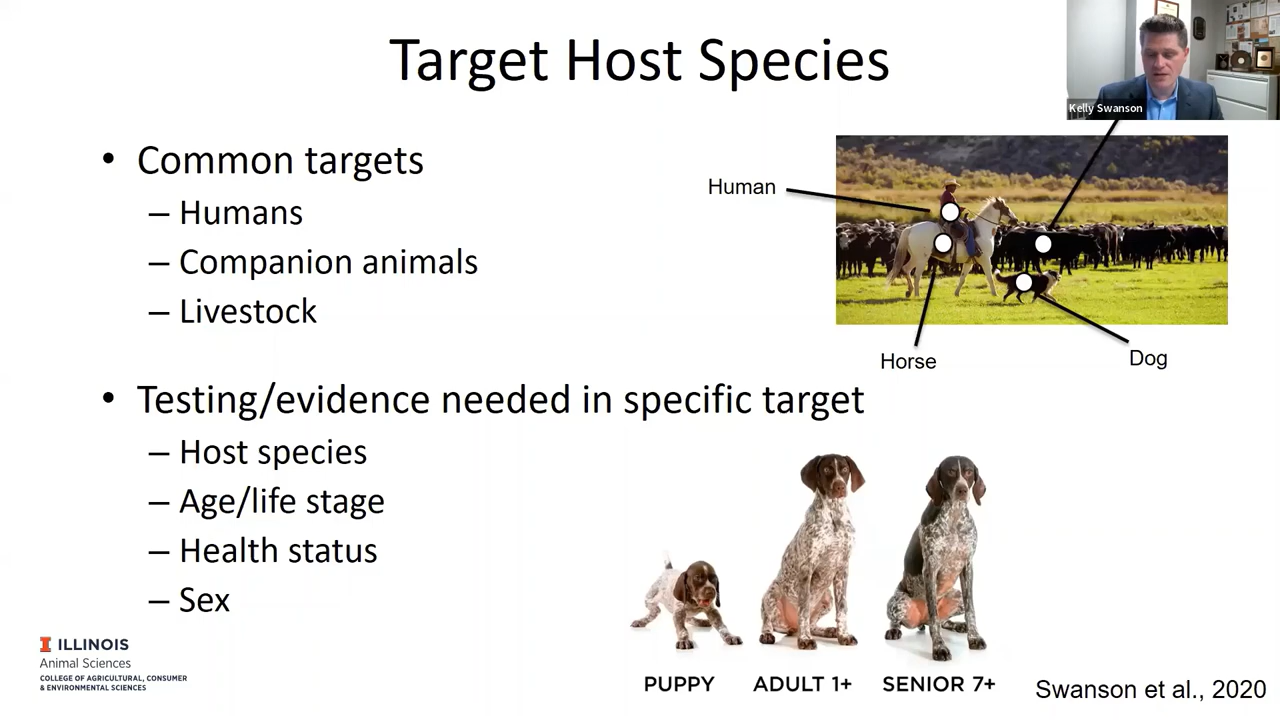 Target Host Species
Kelly Swanson
• Common targets
– Humans
– Companion animals
– Livestock
Human
Horse
Dog
• Testing/evidence needed in specific target
– Host species
– Age/life stage
– Health status
– Sex
PUPPY
ADULT 1+
SENIOR 7+
I ILLINOIS
Animal Sciences
COLLEGE OF AGRICULTURAL, CONSUMER
& ENVIRONMENTAL SCIENCES
Swanson et al., 2020